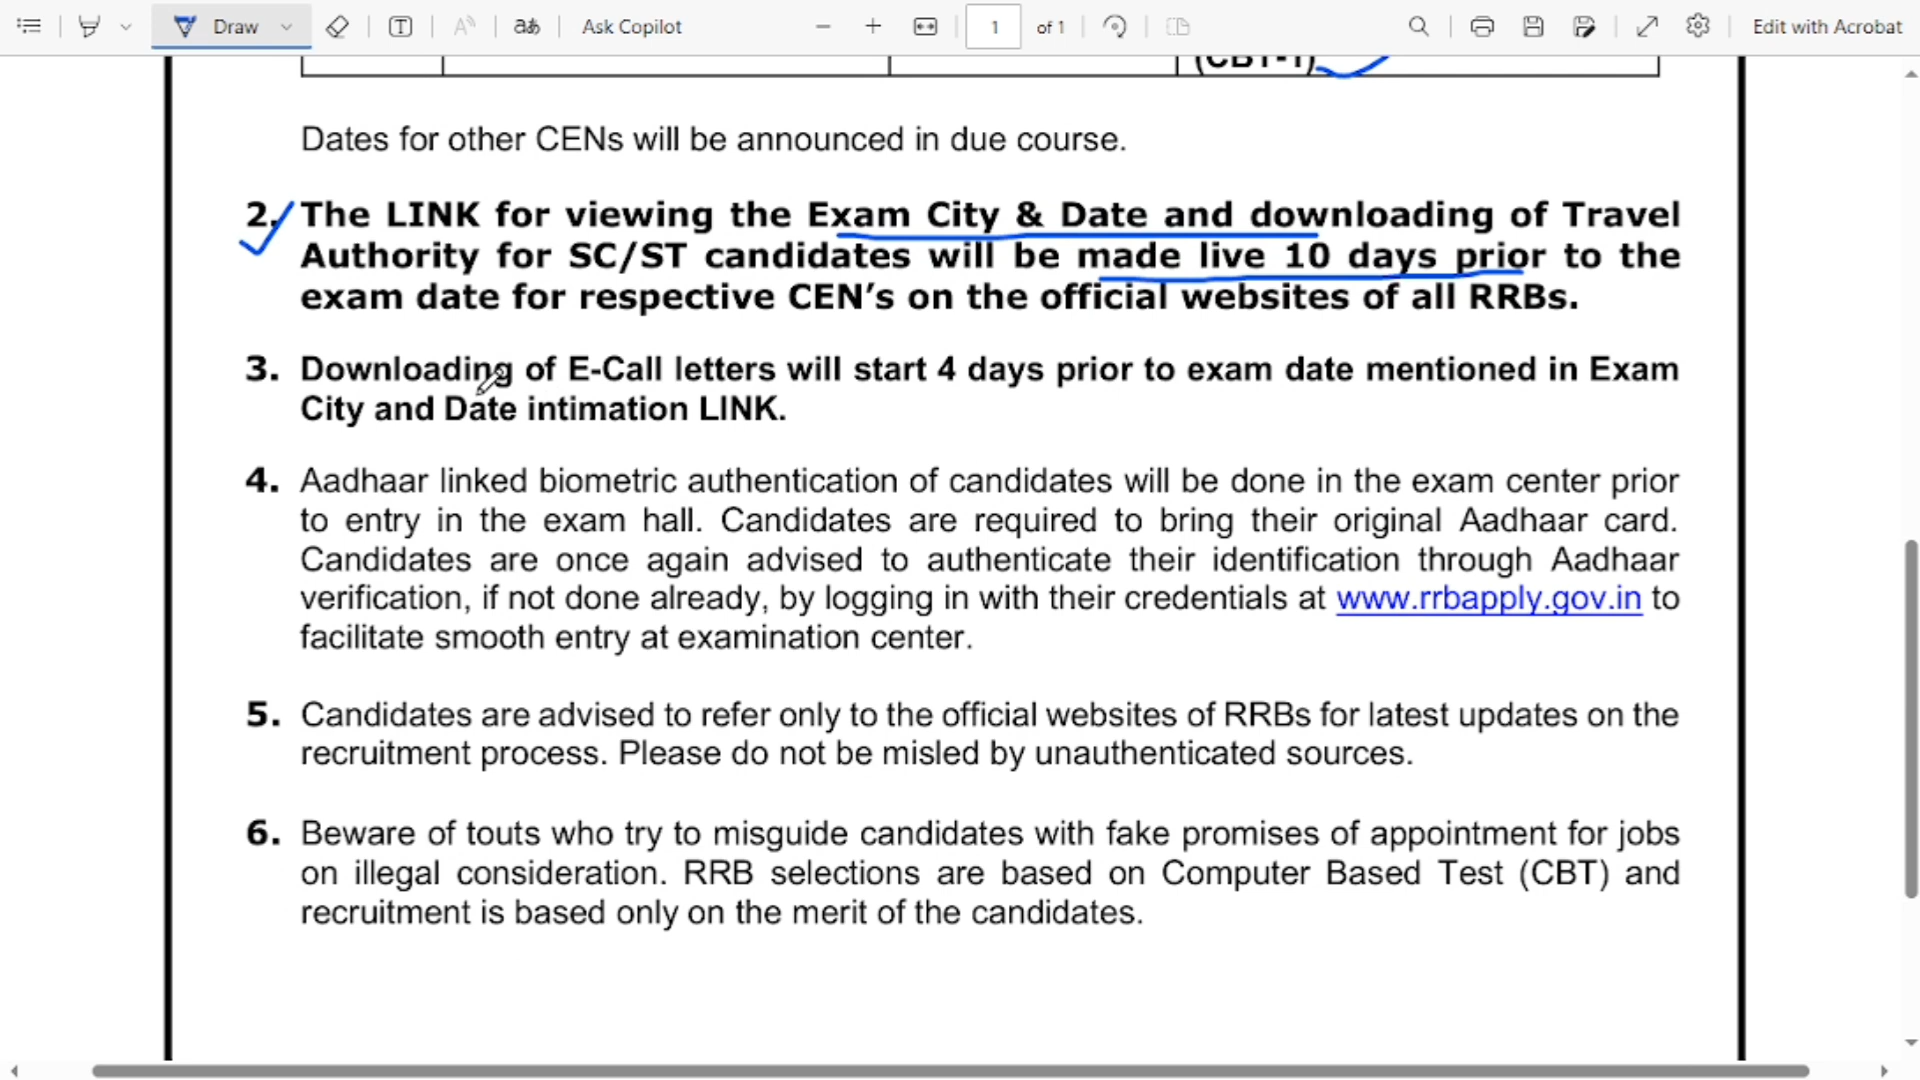 Draw
Ask Copilot
1
of 1
Edit with Acrobat
(CBT-1)
Dates for other CENs will be announced in due course.
2. The LINK for viewing the Exam City & Date and downloading of Travel
Authority for SC/ST candidates will be made live 10 days prior to the
exam date for respective CEN’s on the official websites of all RRBs.
3. Downloading of E-Call letters will start 4 days prior to exam date mentioned in Exam
City and Date intimation LINK.
4. Aadhaar linked biometric authentication of candidates will be done in the exam center prior
to entry in the exam hall. Candidates are required to bring their original Aadhaar card.
Candidates are once again advised to authenticate their identification through Aadhaar
verification, if not done already, by logging in with their credentials at www.rrbapply.gov.in to
facilitate smooth entry at examination center.
5. Candidates are advised to refer only to the official websites of RRBs for latest updates on the
recruitment process. Please do not be misled by unauthenticated sources.
6. Beware of touts who try to misguide candidates with fake promises of appointment for jobs
on illegal consideration. RRB selections are based on Computer Based Test (CBT) and
recruitment is based only on the merit of the candidates.